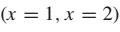 (x = 1, x = 2)